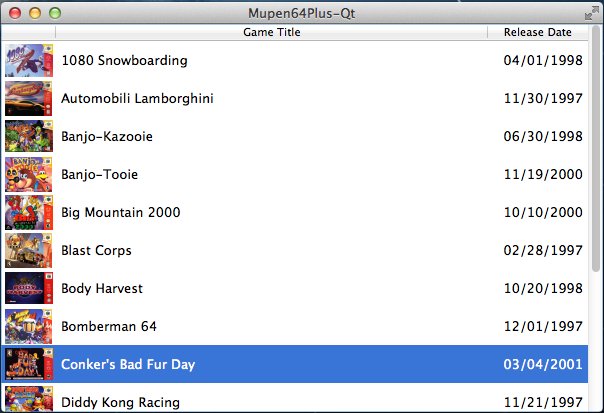 Mupen64Plus-Qt
Game Title Release Date
1080 Snowboarding 04/01/1998
Automobili Lamborghini 11/30/1997
Banjo-Kazooie 06/30/1998
Banjo-Tooie 11/19/2000
Big Mountain 2000 10/10/2000
Blast Corps 02/28/1997
Body Harvest 10/20/1998
Bomberman 64 12/01/1997
Conker's Bad Fur Day 03/04/2001
Diddy Kong Racing 11/21/1997